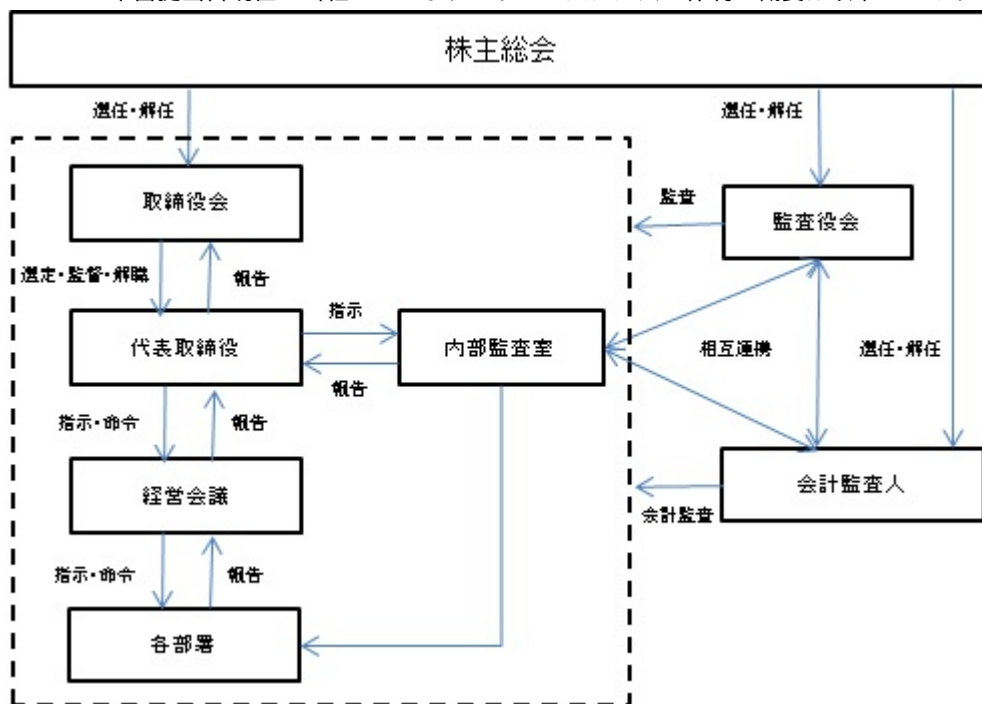 株主総会
選任・解任
選任・解任
取締役会
監査
監査役会
選定・監督・解職
報告
指示
代表取締役
内部監査室
相互連携
選任・解任
報告
指示・命令
報告
経営会議
会計監査人
会計監査
指示・命令
報告
各部署